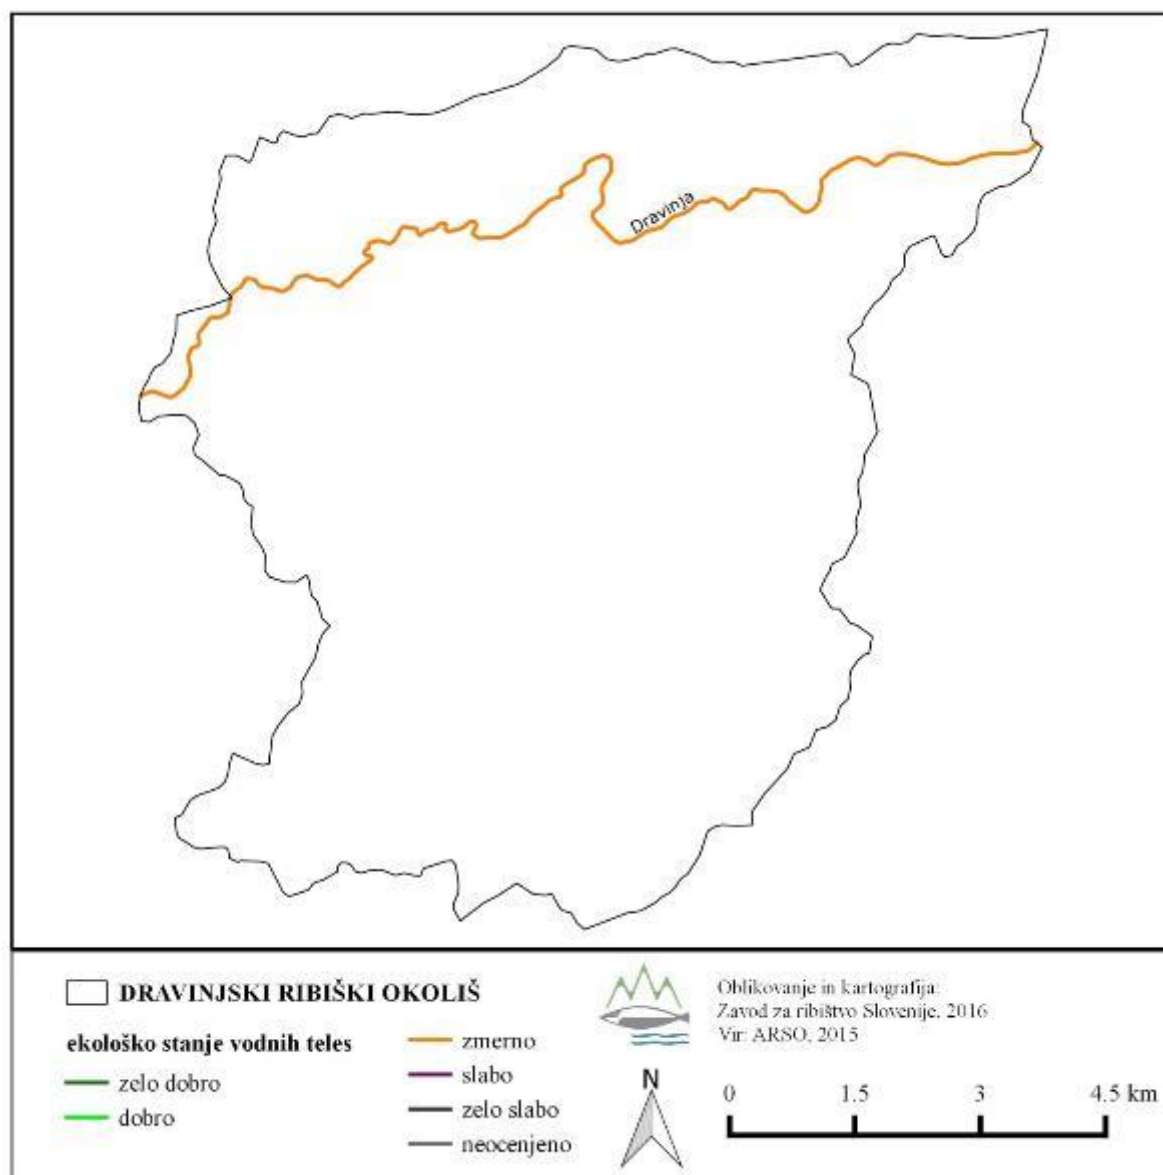 Dravinja
DRAVINJSKI RIBIŠKI OKOLIŠ
ekološko stanje vodnih teles
zelo dobro
dobro
zmerno
slabo
zelo slabo
neocenjeno
Oblikovanje in kartografija:
Zavod za ribištvo Slovenije, 2016
Vir: ARSO, 2015
N
0 1.5 3 4.5 km